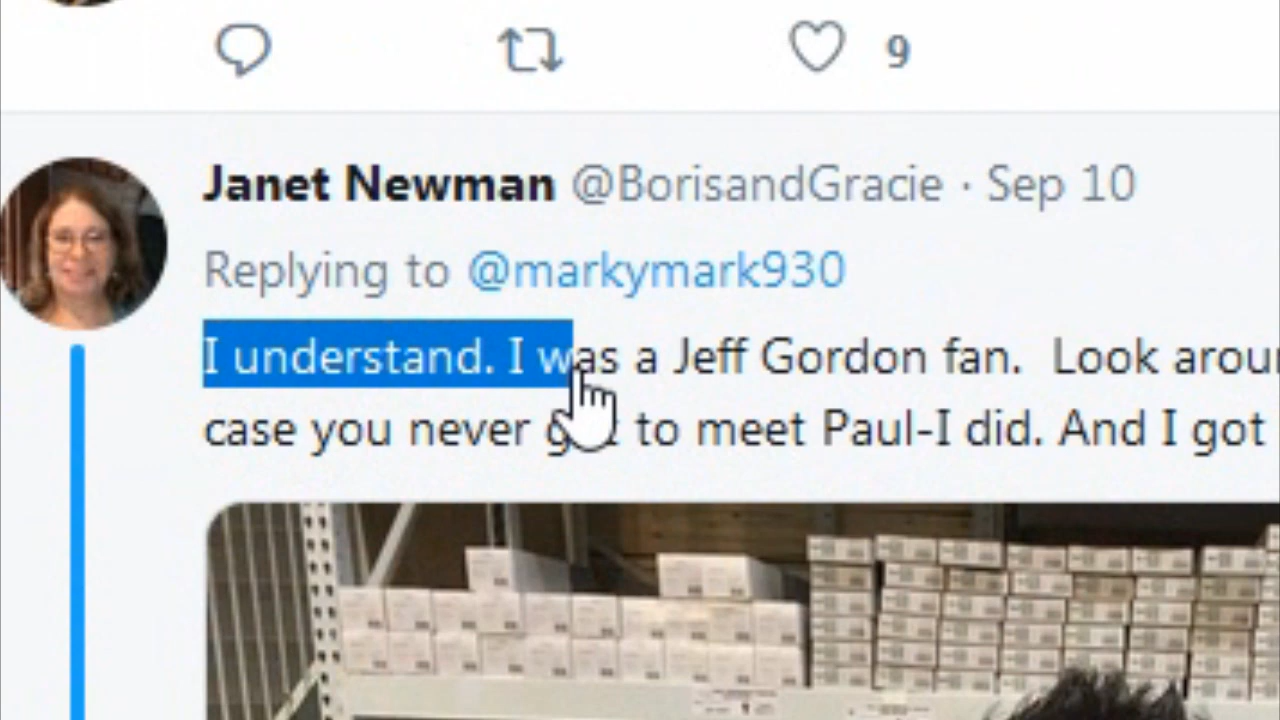 9
Janet Newman @BorisandGracie · Sep 10
Replying to @markymark930
I understand. I was a Jeff Gordon fan. Look
case you never to meet Paul-I did. And I got